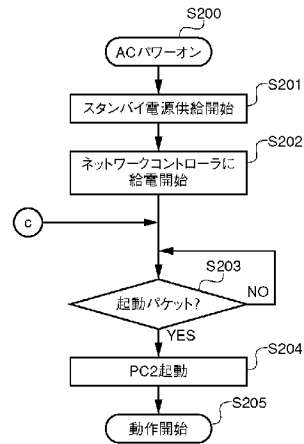 S200
ACパワーオン
S201
スタンバイ電源供給開始
S202
ネットワークコントローラに
給電開始
c
S203
起動パケット?
NO
YES
S204
PC2起動
S205
動作開始